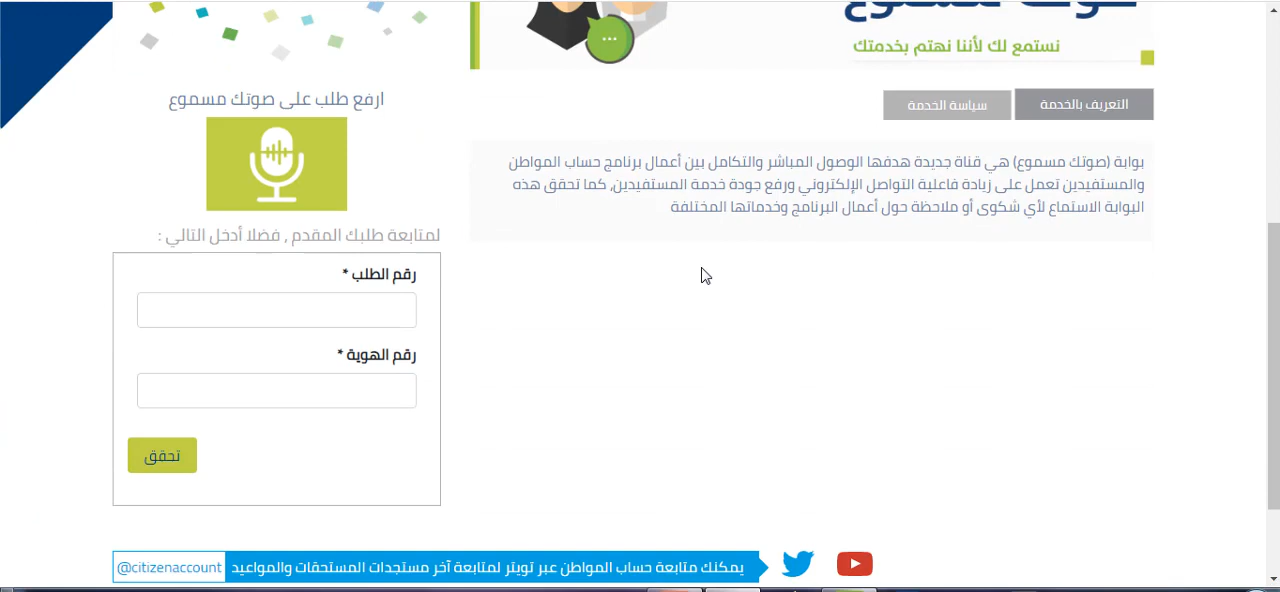 صوتك مسموع
نستمع لك لأننا نهتم بخدمتك
التعريف بالخدمة
سياسة الخدمة
بوابة (صوتك مسموع) هي قناة جديدة هدفها الوصول المباشر والتكامل بين أعمال برنامج حساب المواطن
والمستفيدين تعمل على زيادة فاعلية التواصل الإلكتروني ورفع جودة خدمة المستفيدين، كما تحقق هذه
البوابة الاستماع لأي شكوى أو ملاحظة حول أعمال البرنامج وخدماتها المختلفة
ارفع طلب على صوتك مسموع
لمتابعة طلبك المقدم , فضلا أدخل التالي :
رقم الطلب *
رقم الهوية *
تحقق
يمكنك متابعة حساب المواطن عبر تويتر لمتابعة آخر مستجدات المستحقات والمواعيد
@citizenaccount